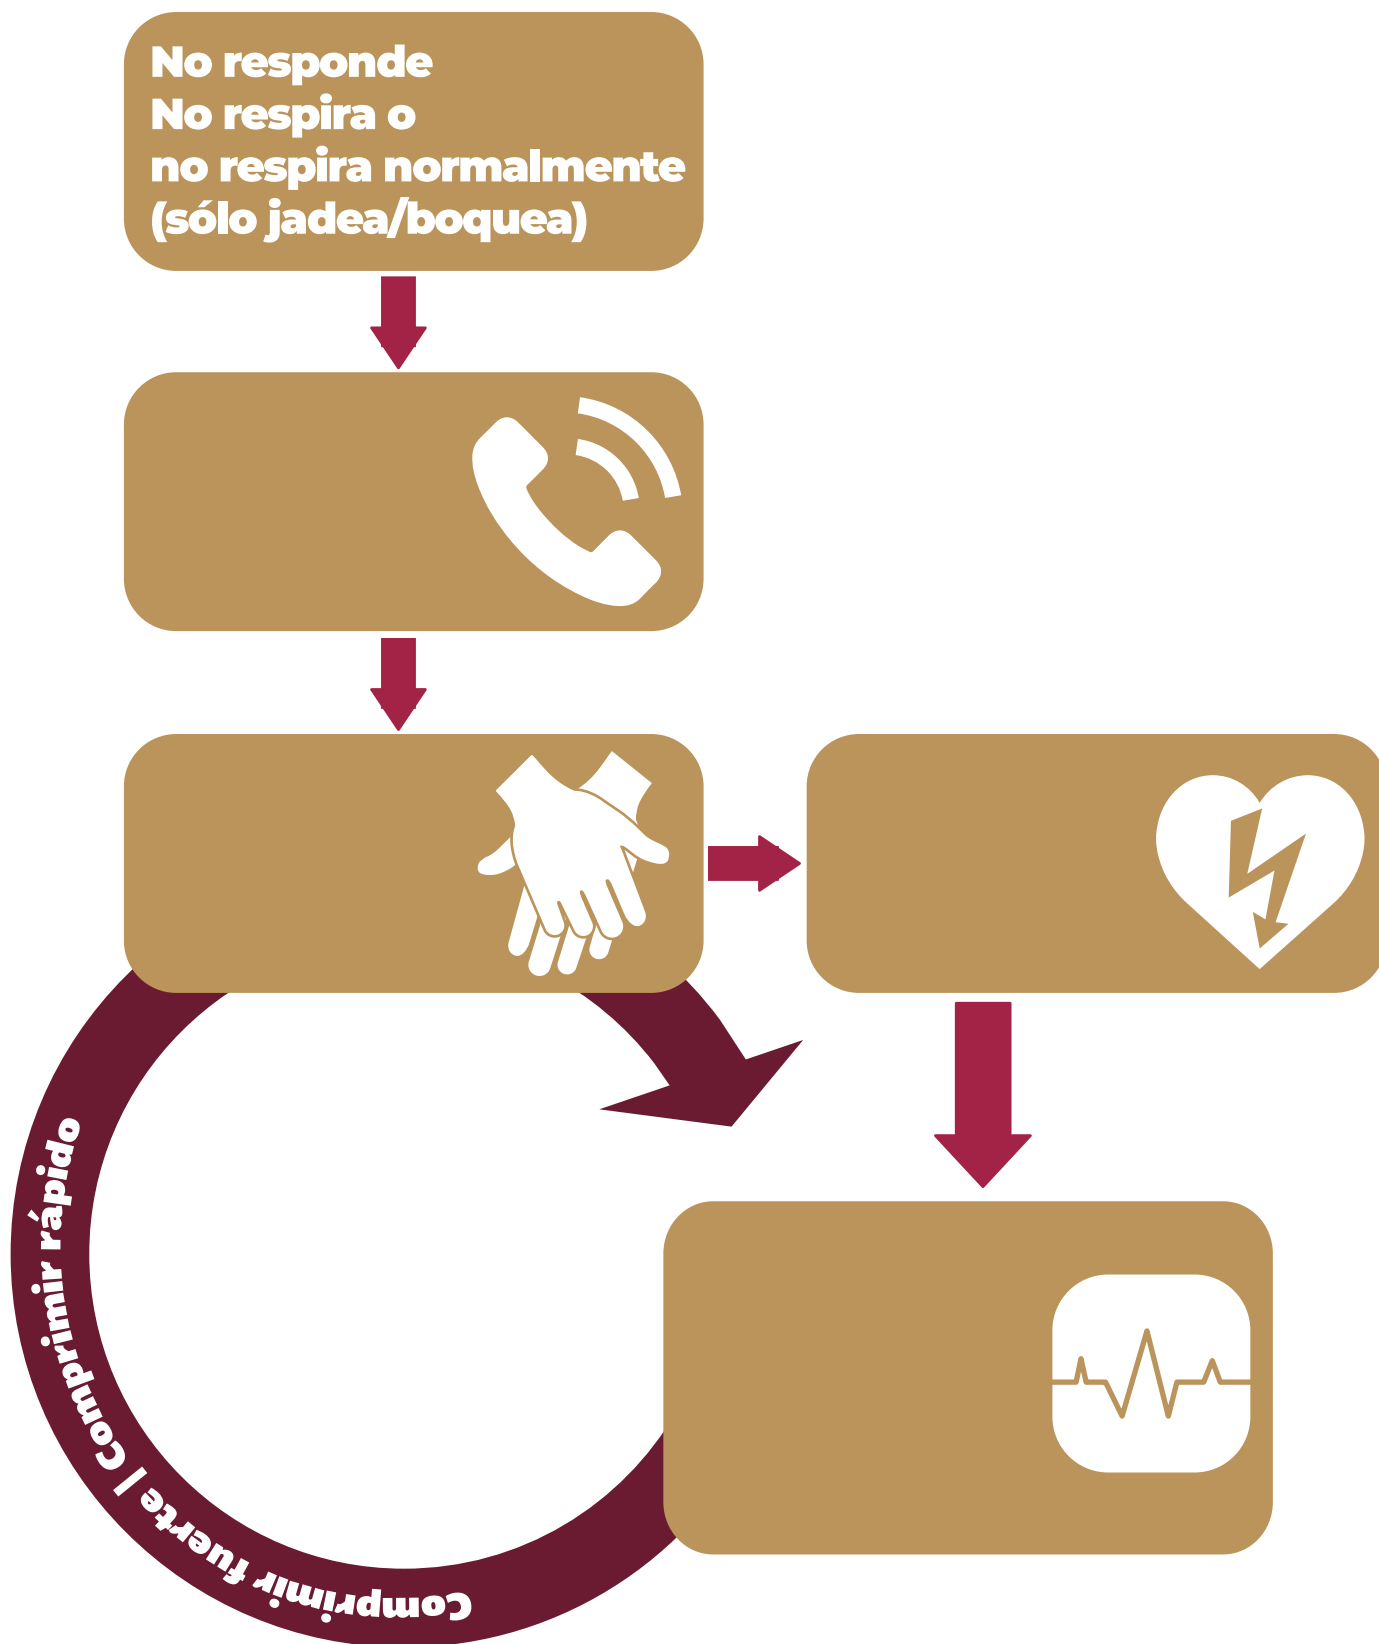 No responde
No respira o
no respira normalmente
(sólo jadea/boquea)
Comprimir fuerte | Comprimir rápido